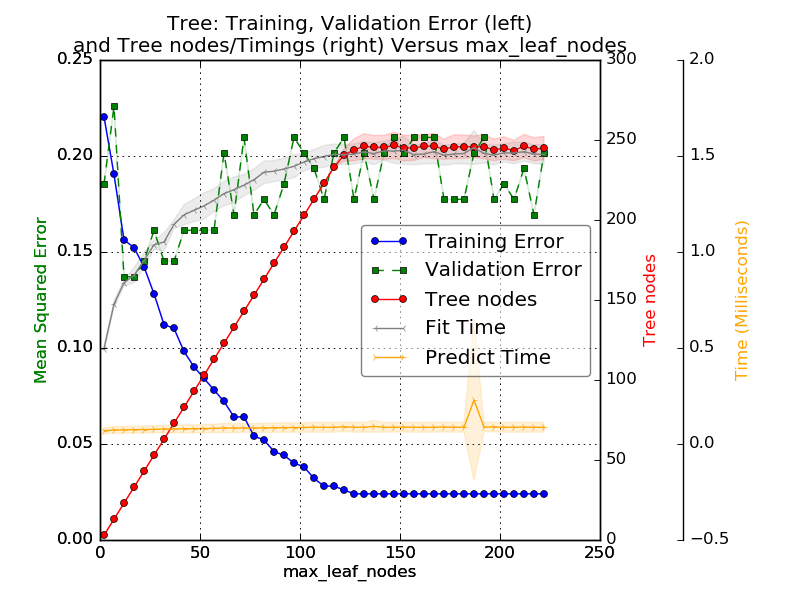 Tree: Training, Validation Error (left)
and Tree nodes/Timings (right) Versus max_leaf_nodes
Mean Squared Error
0.25
0.20
0.15
0.10
0.05
0.00
0
50
100
150
200
250
max_leaf_nodes
Training Error
Validation Error
Tree nodes
Fit Time
Predict Time
300
250
200
150
100
50
0
Tree nodes
2.0
1.5
1.0
0.5
0.0
−0.5
Time (Milliseconds)